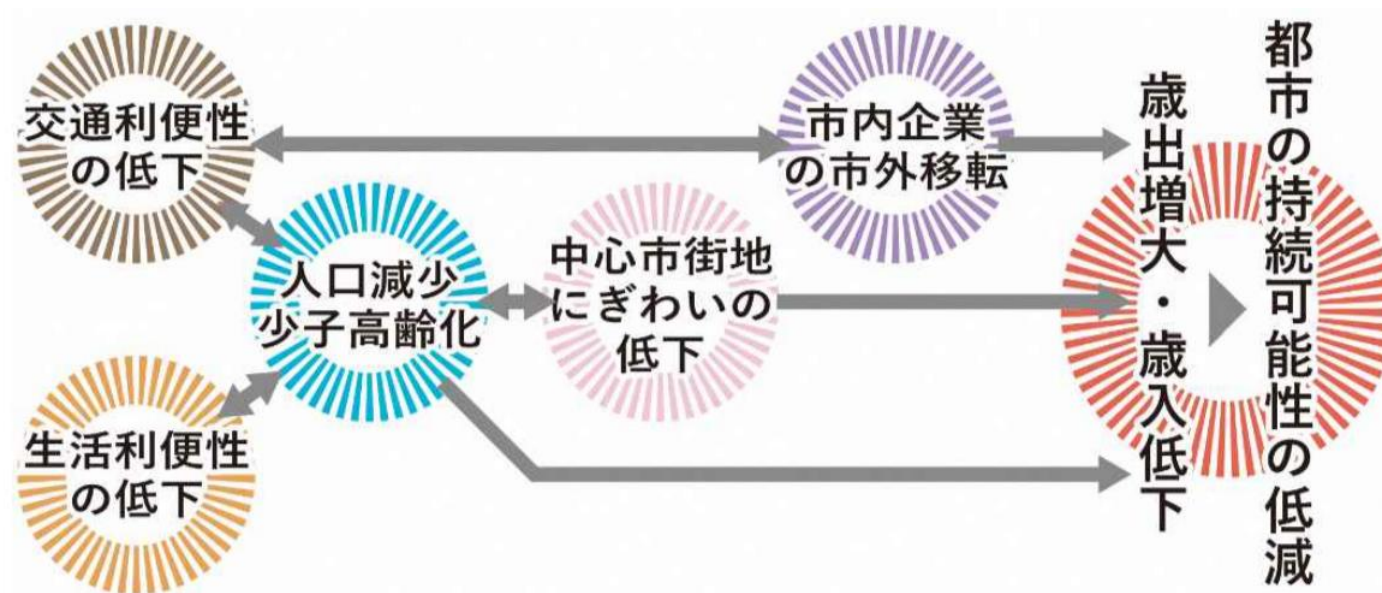 交通利便性
の低下
市内企業
の市外移転
人口減少
少子高齢化
中心市街地
にぎわいの
低下
生活利便性
の低下
歳出増大・歳入低下
都市の持続可能性の低減